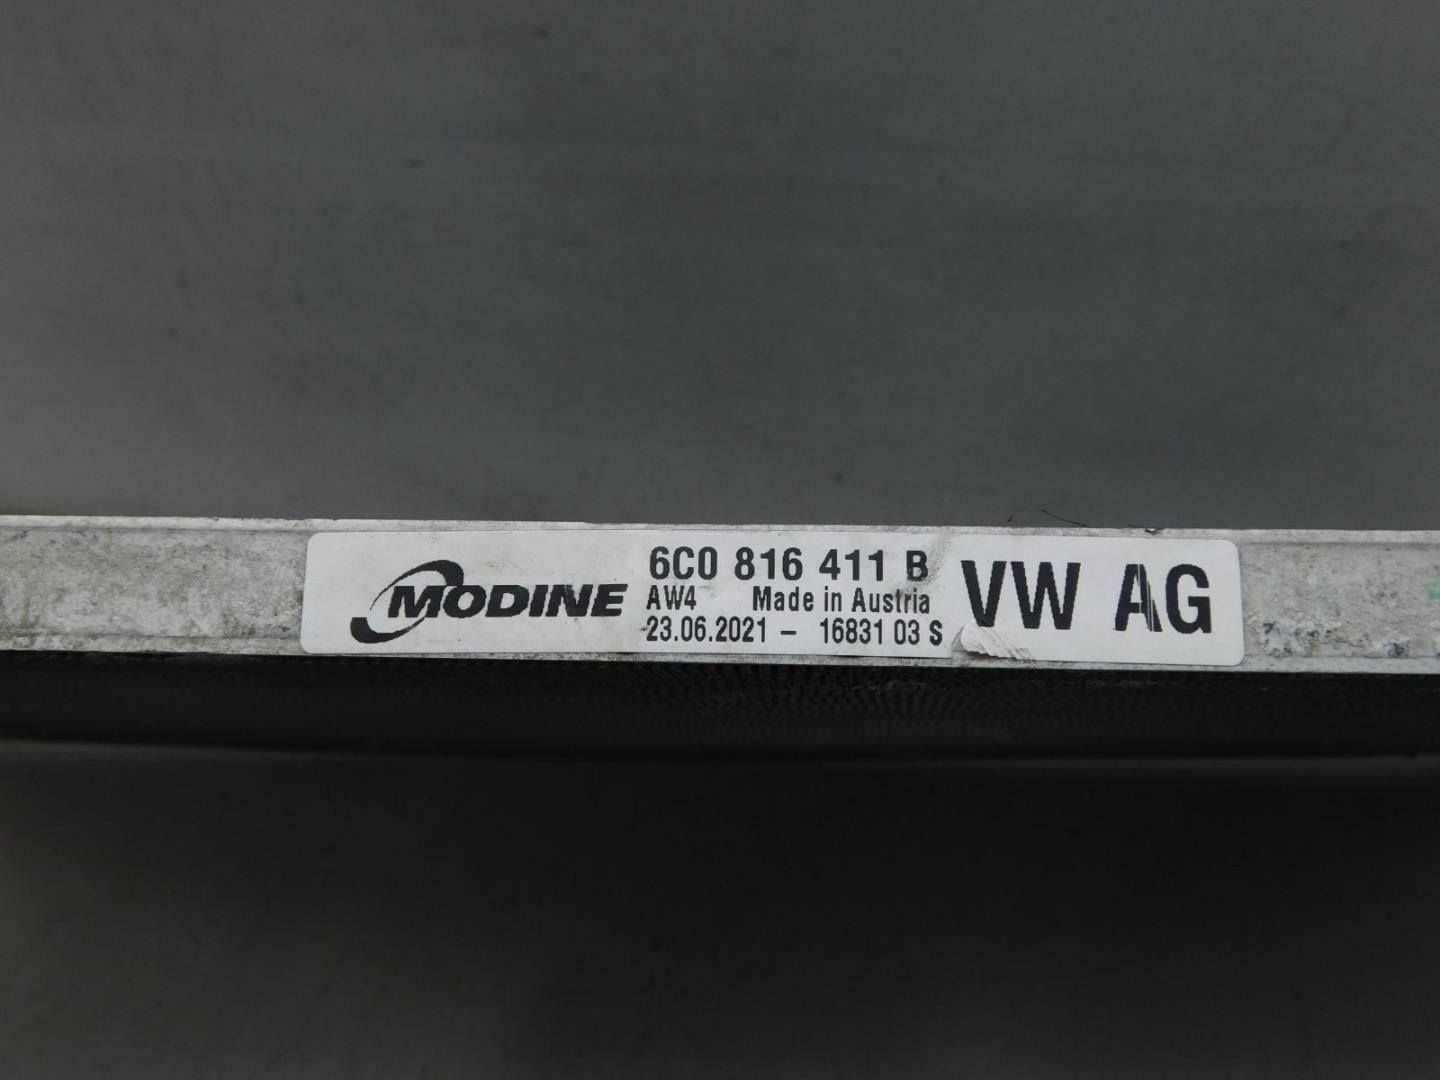 MODINE
6C0 816 411 B
AW4 Made in Austria
23.06.2021 - 16831 03 S
VW AG